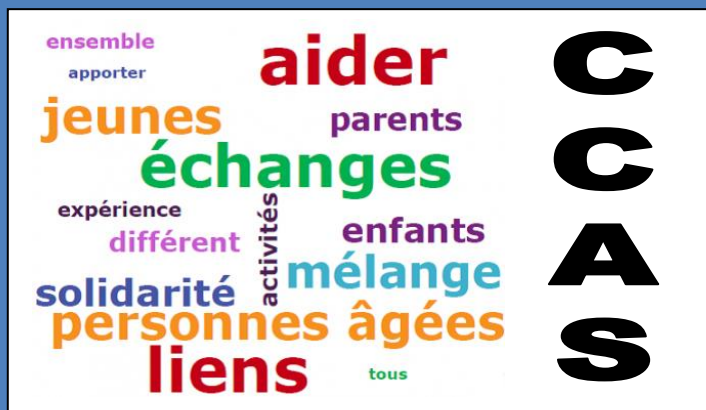 ensemble
aider
apporter
jeunes
parents
échanges
expérience
activités
enfants
différent
mélange
solidarité
personnes âgées
liens
tous
C
C
A
S